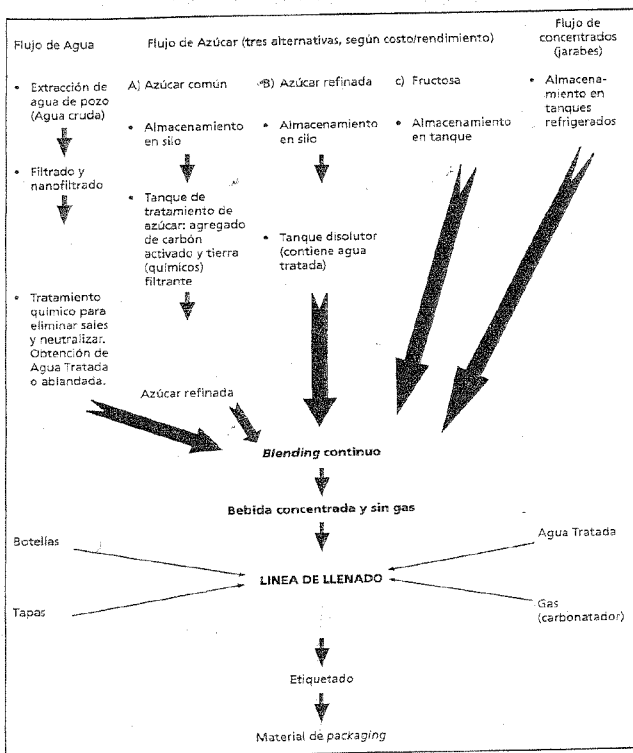 Flujo de Agua
Flujo de Azúcar (tres alternativas, según costo/rendimiento)
Flujo de
concentrados
(jarabes)
• Extracción de
agua de pozo
(Agua cruda)
• Filtrado y
nanofiltrado
• Tratamiento
químico para
eliminar sales
y neutralizar.
Obtención de
Agua Tratada
o ablandada.
A) Azúcar común
• Almacenamiento
en silo
• Tanque de
tratamiento de
azúcar: agregado
de carbón
activado y tierra
(químicos)
filtrante
Azúcar refinada
B) Azúcar refinada
• Almacenamiento
en silo
• Tanque disolutor
(contiene agua
tratada)
c) Fructosa
• Almacenamiento
en tanque
• Almacena-
miento en
tanques
refrigerados
Blending continuo
Bebida concentrada y sin gas
Botellas
Tapas
LINEA DE LLENADO
Agua Tratada
Gas
(carbonatador)
Etiquetado
Material de packaging